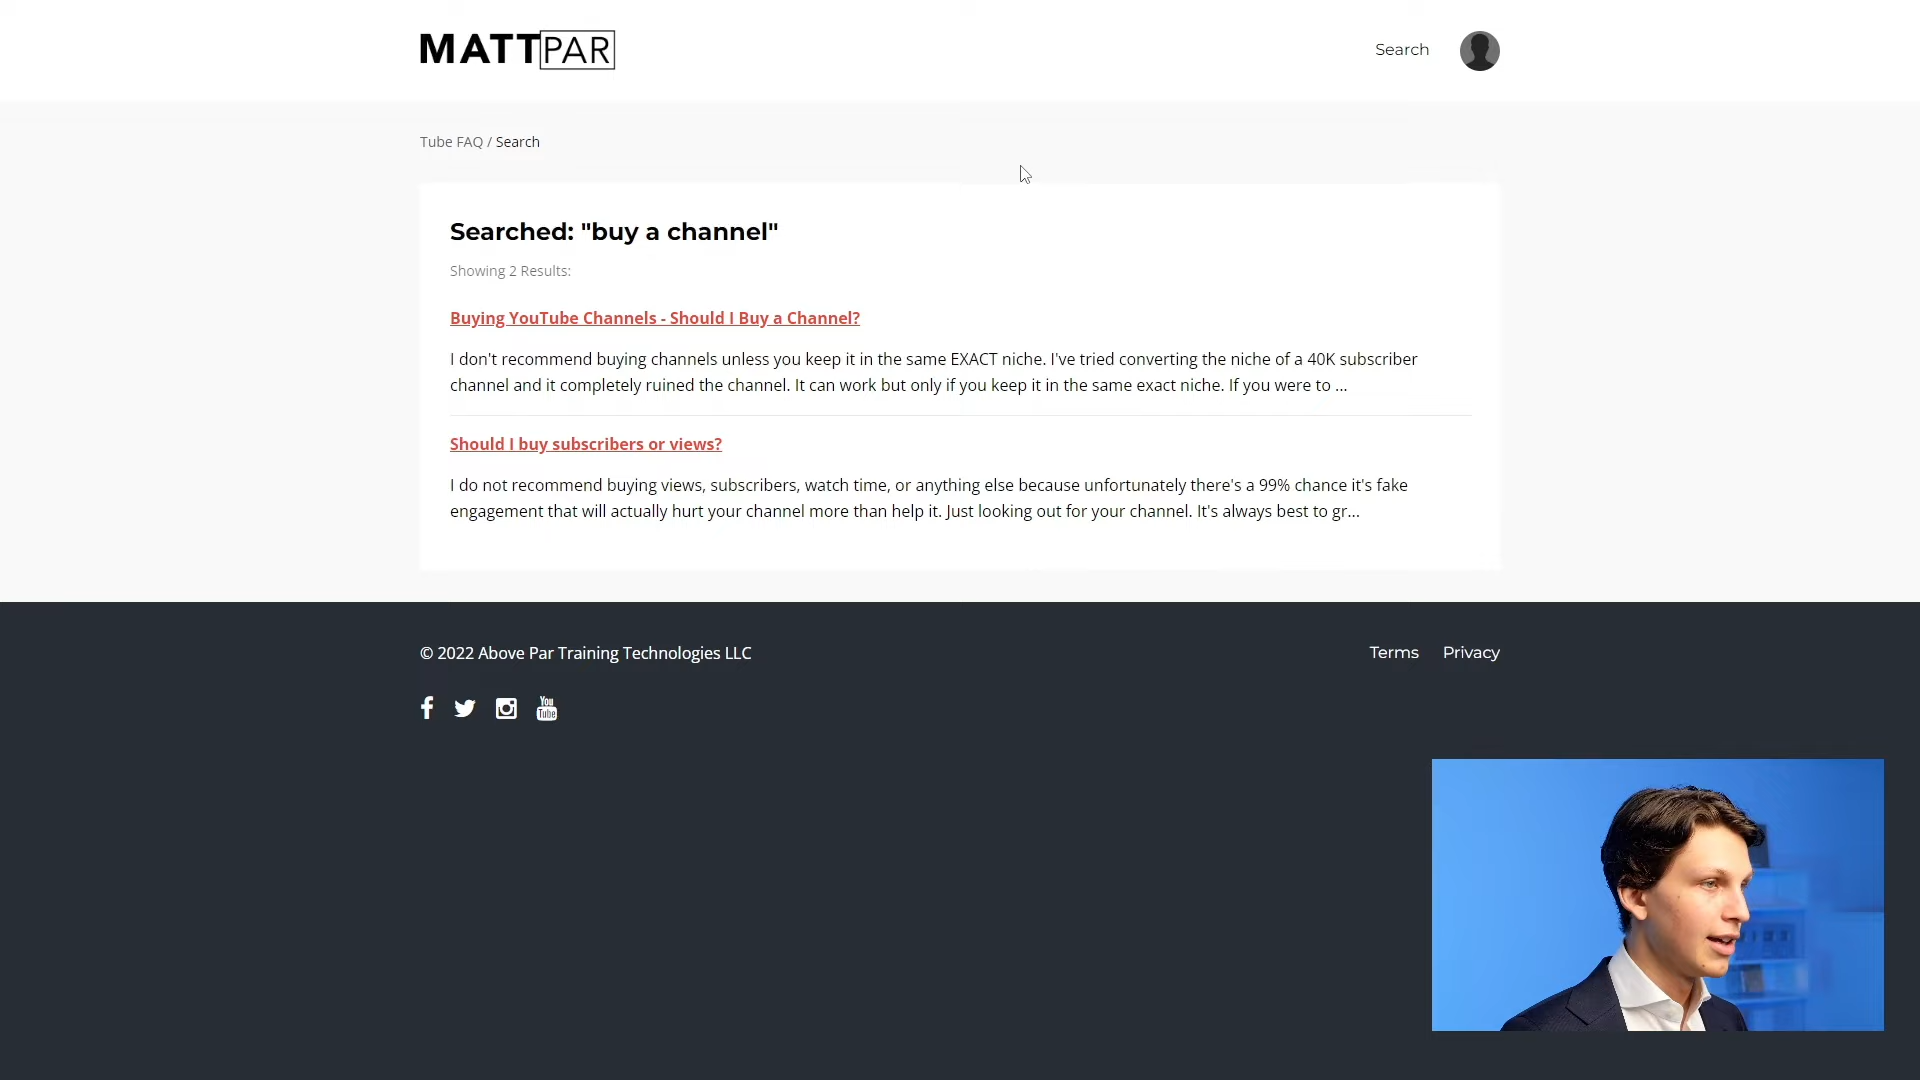 MATTPAR
Search
Tube FAQ / Search
Searched: "buy a channel"
Showing 2 Results:
Buying YouTube Channels - Should I Buy a Channel?
I don't recommend buying channels unless you keep it in the same EXACT niche. I've tried converting the niche of a 40K subscriber
channel and it completely ruined the channel. It can work but only if you keep it in the same exact niche. If you were to ...
Should I buy subscribers or views?
I do not recommend buying views, subscribers, watch time, or anything else because unfortunately there's a 99% chance it's fake
engagement that will actually hurt your channel more than help it. Just looking out for your channel. It's always best to gr...
© 2022 Above Par Training Technologies LLC
Terms
Privacy
You
Tube